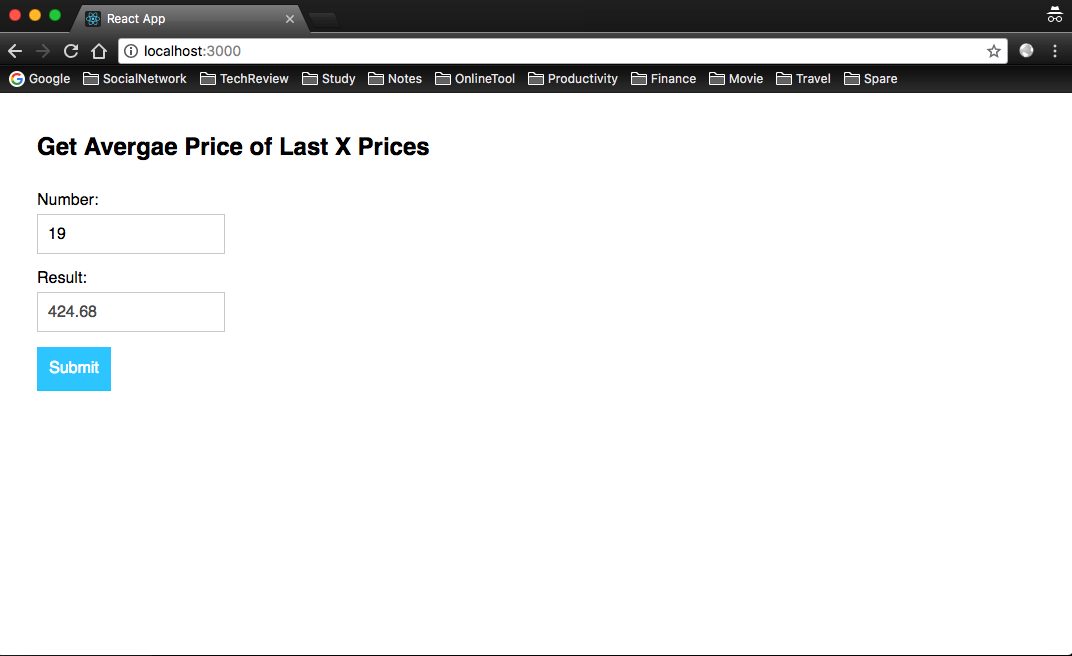 React App
localhost:3000
Google SocialNetwork TechReview Study Notes OnlineTool Productivity Finance Movie Travel Spare
Get Avergae Price of Last X Prices
Number:
19
Result:
424.68
Submit